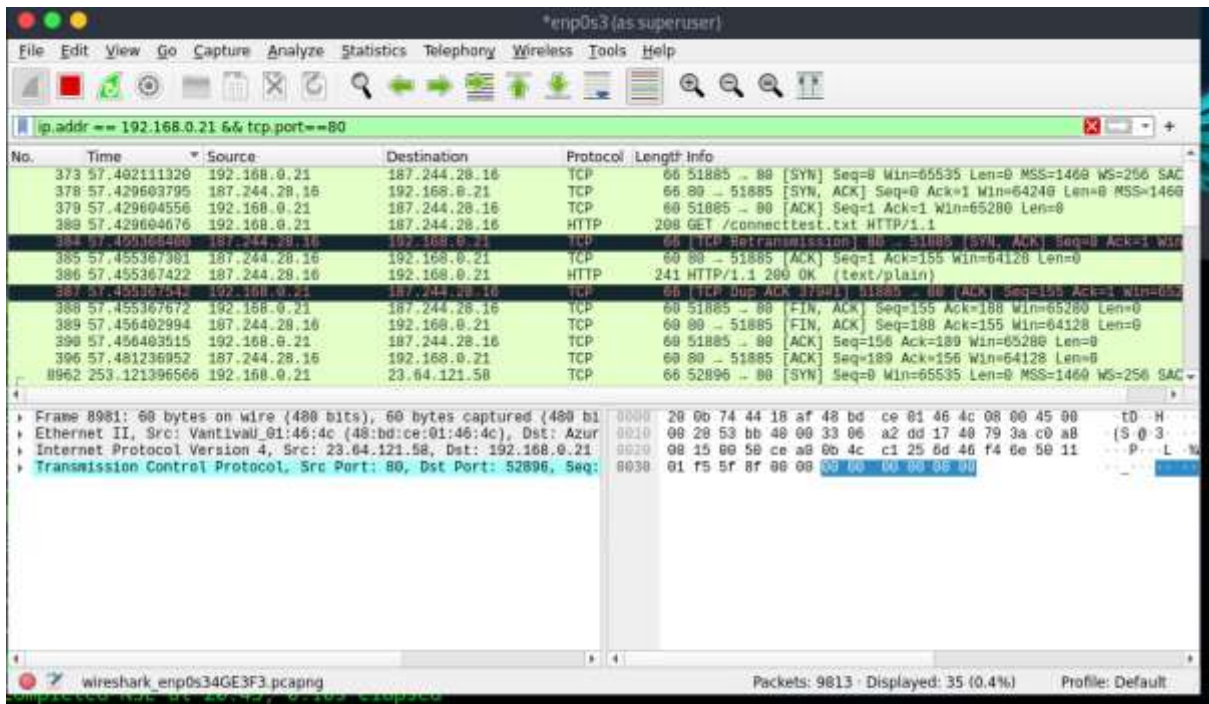 *enp0s3 (as superuser)
File Edit View Go Capture Analyze Statistics Telephony Wireless Tools Help
ip.addr == 192.168.0.21 && tcp.port==80
No. Time Source Destination Protocol Length Info
373 57.402111320 192.168.0.21 187.244.28.16 TCP 66 51885 → 80 [SYN] Seq=0 Win=65535 Len=0 MSS=1460 WS=256 SAC
378 57.429603795 187.244.28.16 192.168.0.21 TCP 66 80 → 51885 [SYN, ACK] Seq=0 Ack=1 Win=64240 Len=0 MSS=1460
379 57.429604556 192.168.0.21 187.244.28.16 TCP 60 51885 → 80 [ACK] Seq=1 Ack=1 Win=65280 Len=0
380 57.429604676 192.168.0.21 187.244.28.16 HTTP 208 GET /connecttest.txt HTTP/1.1
384 57.455366400 187.244.28.16 192.168.0.21 TCP 66 [TCP Retransmission] 80 → 51885 [SYN, ACK] Seq=0 Ack=1 Win
385 57.455367301 187.244.28.16 192.168.0.21 TCP 60 80 → 51885 [ACK] Seq=1 Ack=155 Win=64128 Len=0
386 57.455367422 187.244.28.16 192.168.0.21 HTTP 241 HTTP/1.1 200 OK (text/plain)
387 57.455367542 192.168.0.21 187.244.28.16 TCP 66 [TCP Dup ACK 379#1] 51885 → 80 [ACK] Seq=155 Ack=1 Win=652
388 57.455367672 192.168.0.21 187.244.28.16 TCP 60 51885 → 80 [FIN, ACK] Seq=155 Ack=188 Win=65280 Len=0
389 57.456402994 187.244.28.16 192.168.0.21 TCP 60 80 → 51885 [FIN, ACK] Seq=188 Ack=155 Win=64128 Len=0
390 57.456403515 192.168.0.21 187.244.28.16 TCP 60 51885 → 80 [ACK] Seq=156 Ack=189 Win=65280 Len=0
396 57.481236952 187.244.28.16 192.168.0.21 TCP 60 80 → 51885 [ACK] Seq=189 Ack=156 Win=64128 Len=0
8962 253.121396566 192.168.0.21 23.64.121.58 TCP 66 52896 → 80 [SYN] Seq=0 Win=65535 Len=0 MSS=1460 WS=256 SAC
Frame 8981: 60 bytes on wire (480 bits), 60 bytes captured (480 bi
Ethernet II, Src: VantivaU_01:46:4c (48:bd:ce:01:46:4c), Dst: Azur
Internet Protocol Version 4, Src: 23.64.121.58, Dst: 192.168.0.21
Transmission Control Protocol, Src Port: 80, Dst Port: 52896, Seq:
0000 20 0b 74 44 18 af 48 bd ce 01 46 4c 08 00 45 00 ·tD··H·
0010 00 28 53 bb 40 00 33 06 a2 dd 17 40 79 3a c0 a8 ·(S·@·3·
0020 00 15 00 50 ce a0 0b 4c c1 25 6d 46 f4 6e 50 11 ···P···L·%
0030 01 f5 5f 8f 00 00 00 00 00 00 00 00 ··_·
wireshark_enp0s34GE3F3.pcapng
Packets: 9813 · Displayed: 35 (0.4%)
Profile: Default